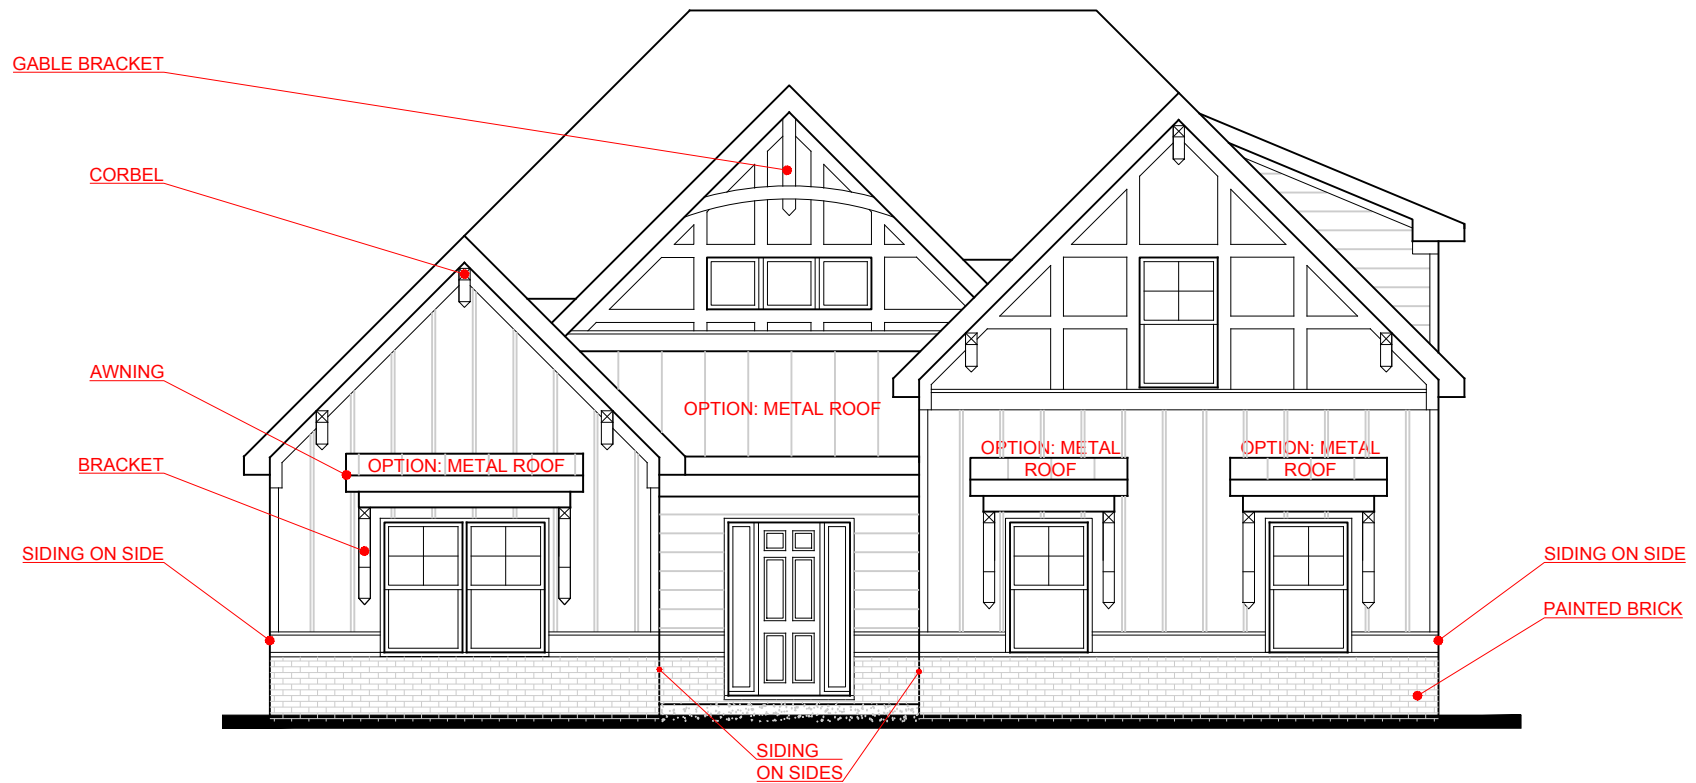 GABLE BRACKET
CORBEL
AWNING
OPTION: METAL ROOF
OPTION: METAL
ROOF
OPTION: METAL
ROOF
BRACKET
OPTION: METAL ROOF
SIDING ON SIDE
SIDING ON SIDE
PAINTED BRICK
SIDING
ON SIDES